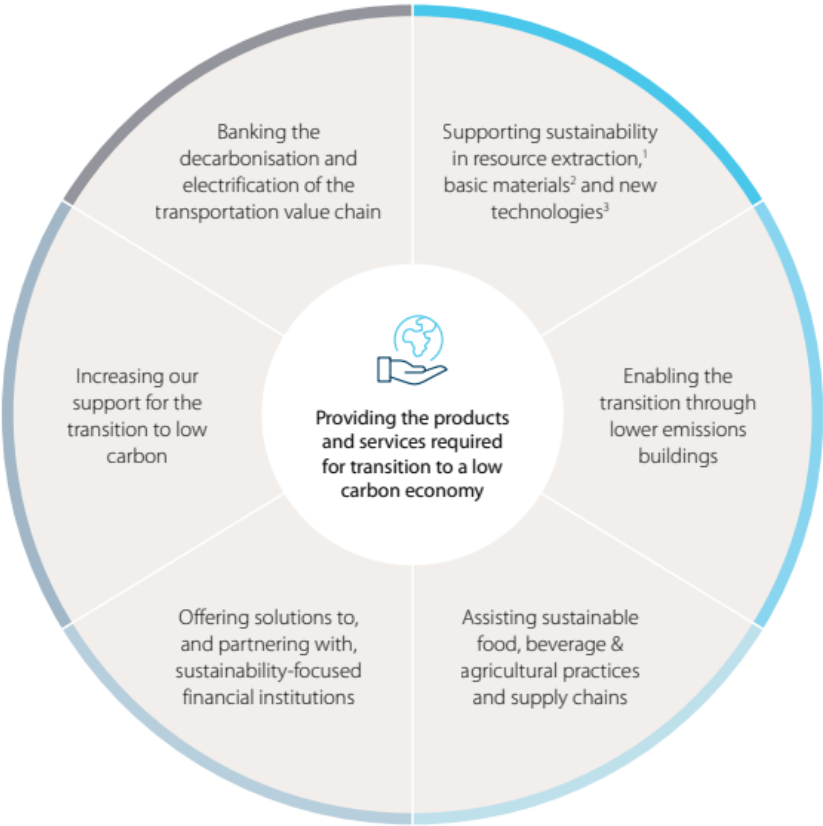 Banking the
decarbonisation and
electrification of the
transportation value chain
Supporting sustainability
in resource extraction,¹
basic materials² and new
technologies³
Increasing our
support for the
transition to low
carbon
Providing the products
and services required
for transition to a low
carbon economy
Enabling the
transition through
lower emissions
buildings
Offering solutions to,
and partnering with,
sustainability-focused
financial institutions
Assisting sustainable
food, beverage &
agricultural practices
and supply chains